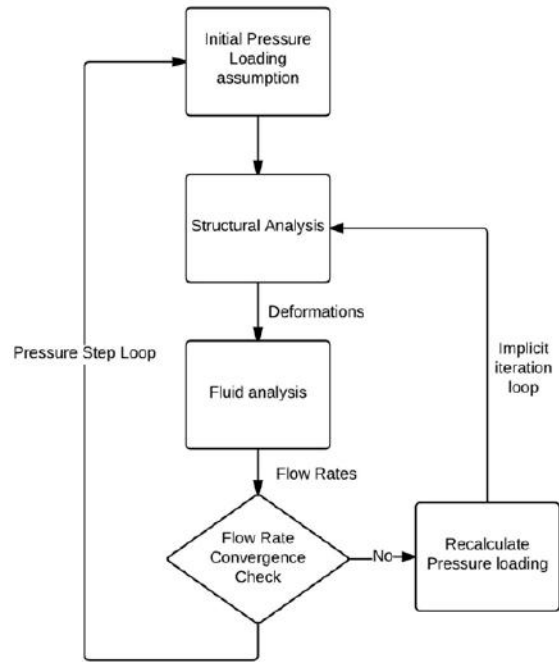 Initial Pressure
Loading
assumption
Structural Analysis
Deformations
Pressure Step Loop
Implicit
iteration
loop
Fluid analysis
Flow Rates
Flow Rate
Convergence
Check
No
Recalculate
Pressure loading